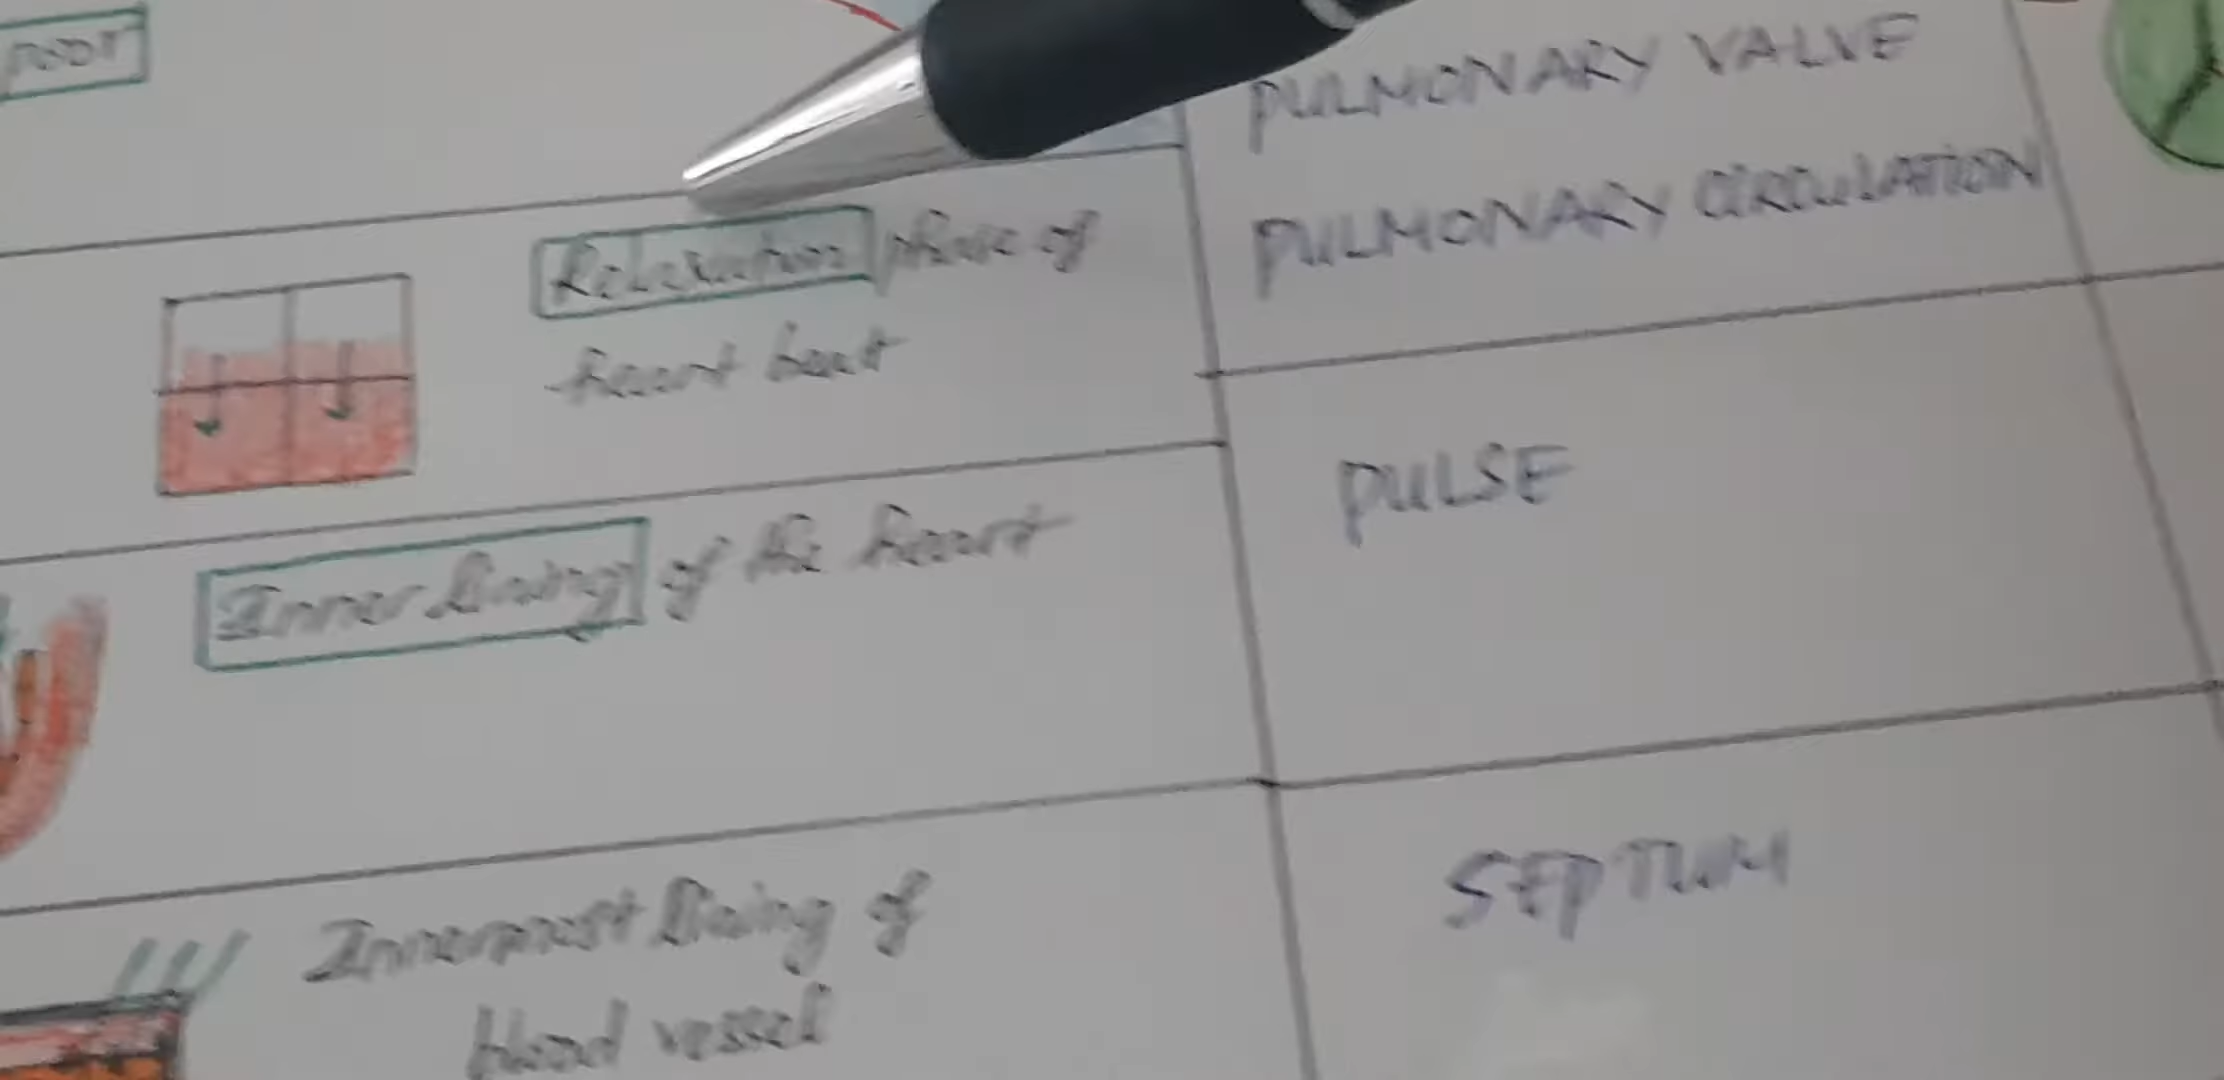 poor
Relaxation phase of
heart beat
Inner lining of the heart
Innermost lining of
blood vessel
PULMONARY VALVE
PULMONARY CIRCULATION
PULSE
SEPTUM